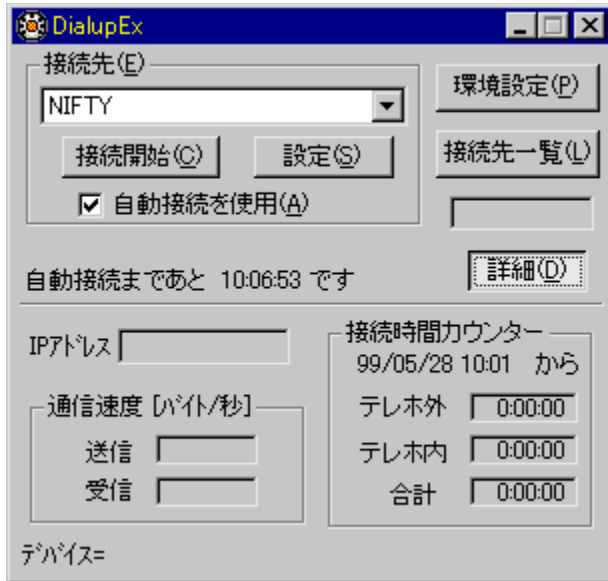 DialupEx
接続先(E)
NIFTY
環境設定(P)
接続開始(C) 設定(S)
接続先一覧(L)
自動接続を使用(A)
自動接続まであと 10:06:53 です
詳細(D)
IPｱﾄﾞﾚｽ
接続時間カウンター
99/05/28 10:01 から
通信速度 [ﾊﾞｲﾄ/秒]
テレホ外 0:00:00
送信
テレホ内 0:00:00
受信
合計 0:00:00
ﾃﾞﾊﾞｲｽ=